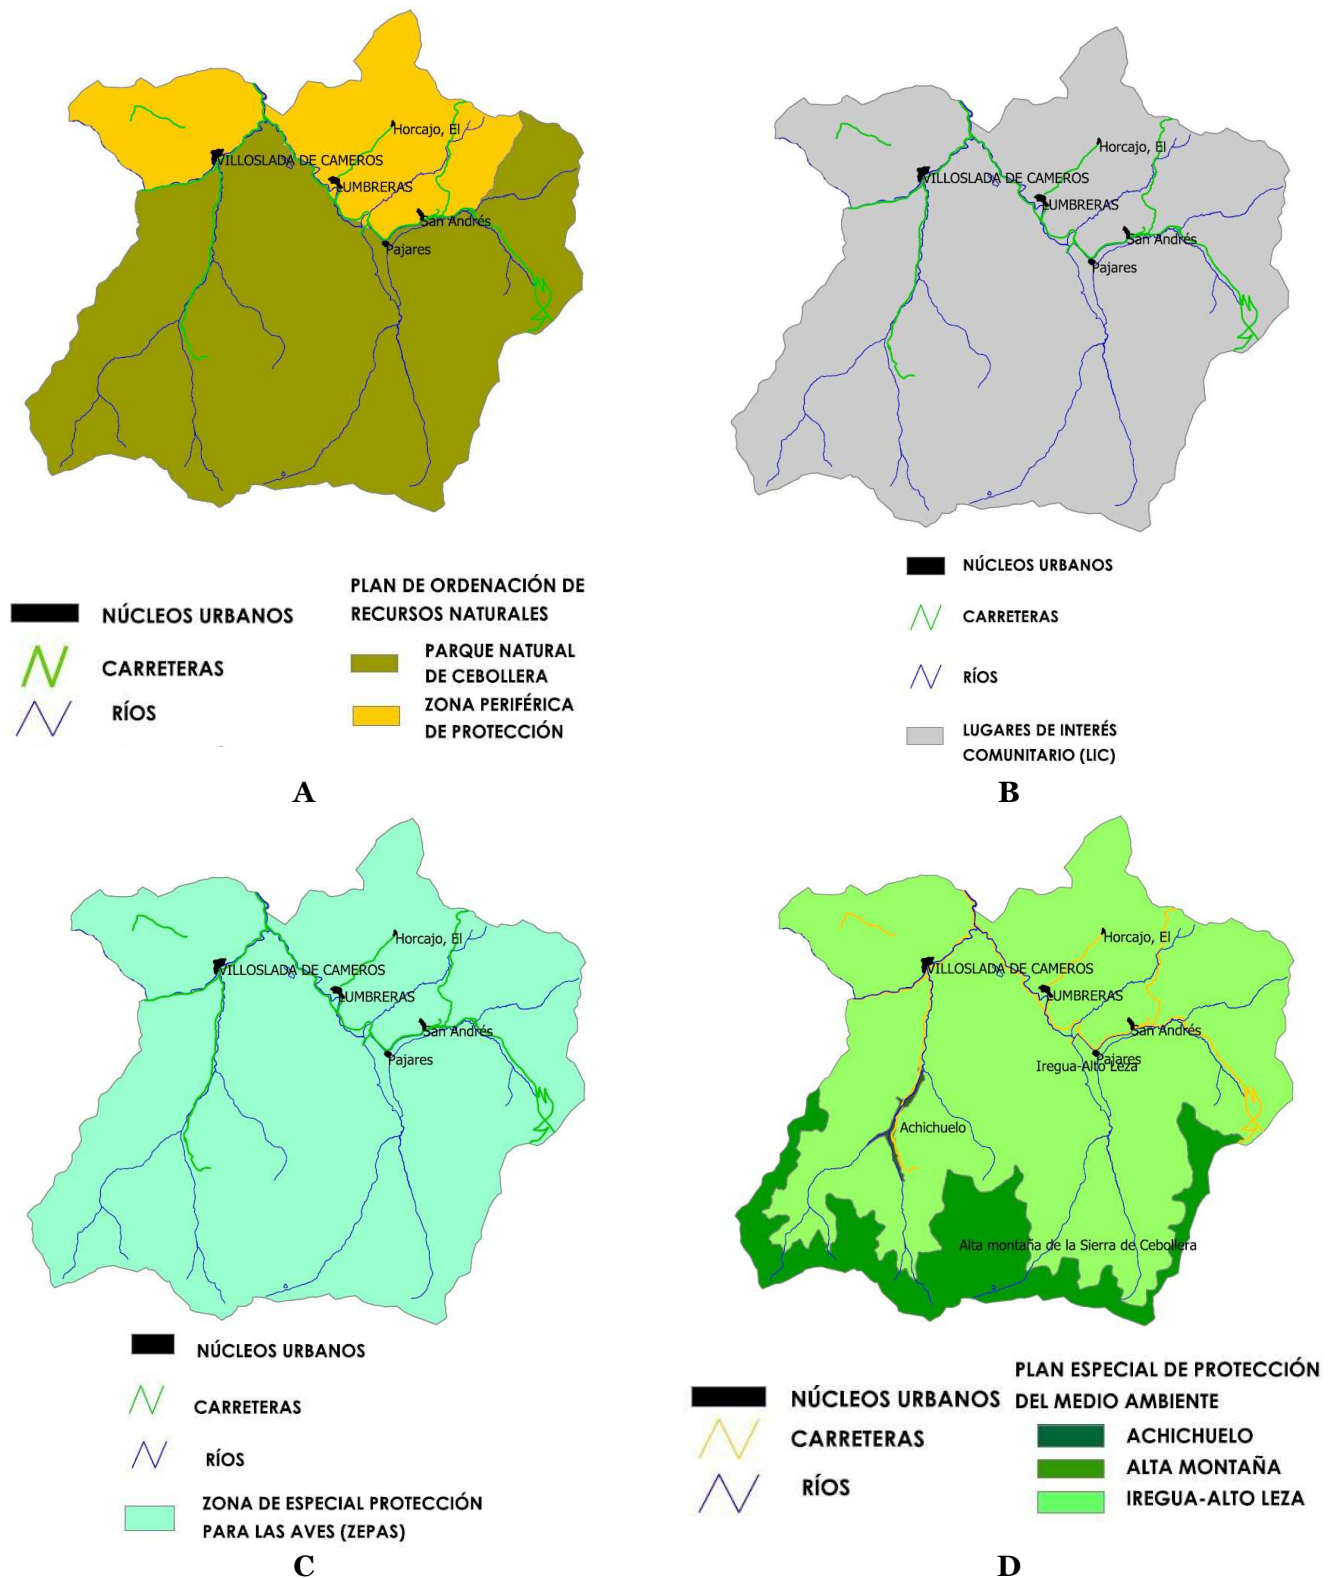 Horcajo, El
VILLOSLADA DE CAMEROS
LUMBRERAS
San Andrés
Pajares
NÚCLEOS URBANOS
CARRETERAS
RÍOS
PLAN DE ORDENACIÓN DE
RECURSOS NATURALES
PARQUE NATURAL
DE CEBOLLERA
ZONA PERIFÉRICA
DE PROTECCIÓN
A
Horcajo, El
VILLOSLADA DE CAMEROS
LUMBRERAS
San Andrés
Pajares
NÚCLEOS URBANOS
CARRETERAS
RÍOS
LUGARES DE INTERÉS
COMUNITARIO (LIC)
B
Horcajo, El
VILLOSLADA DE CAMEROS
LUMBRERAS
San Andrés
Pajares
NÚCLEOS URBANOS
CARRETERAS
RÍOS
ZONA DE ESPECIAL PROTECCIÓN
PARA LAS AVES (ZEPAS)
C
Horcajo, El
VILLOSLADA DE CAMEROS
LUMBRERAS
San Andrés
Pajares
Iregua-Alto Leza
Achichuelo
Alta montaña de la Sierra de Cebollera
NÚCLEOS URBANOS
CARRETERAS
RÍOS
PLAN ESPECIAL DE PROTECCIÓN
DEL MEDIO AMBIENTE
ACHICHUELO
ALTA MONTAÑA
IREGUA-ALTO LEZA
D